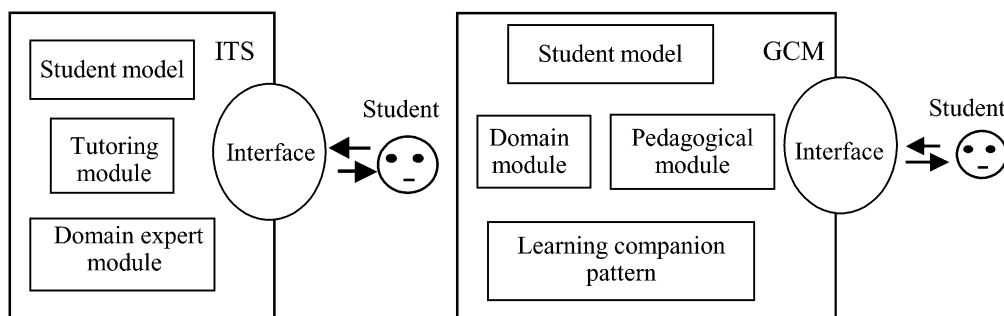 ITS
Student model
Tutoring
module
Domain expert
module
Interface
Student
GCM
Student model
Domain
module
Pedagogical
module
Learning companion
pattern
Interface
Student